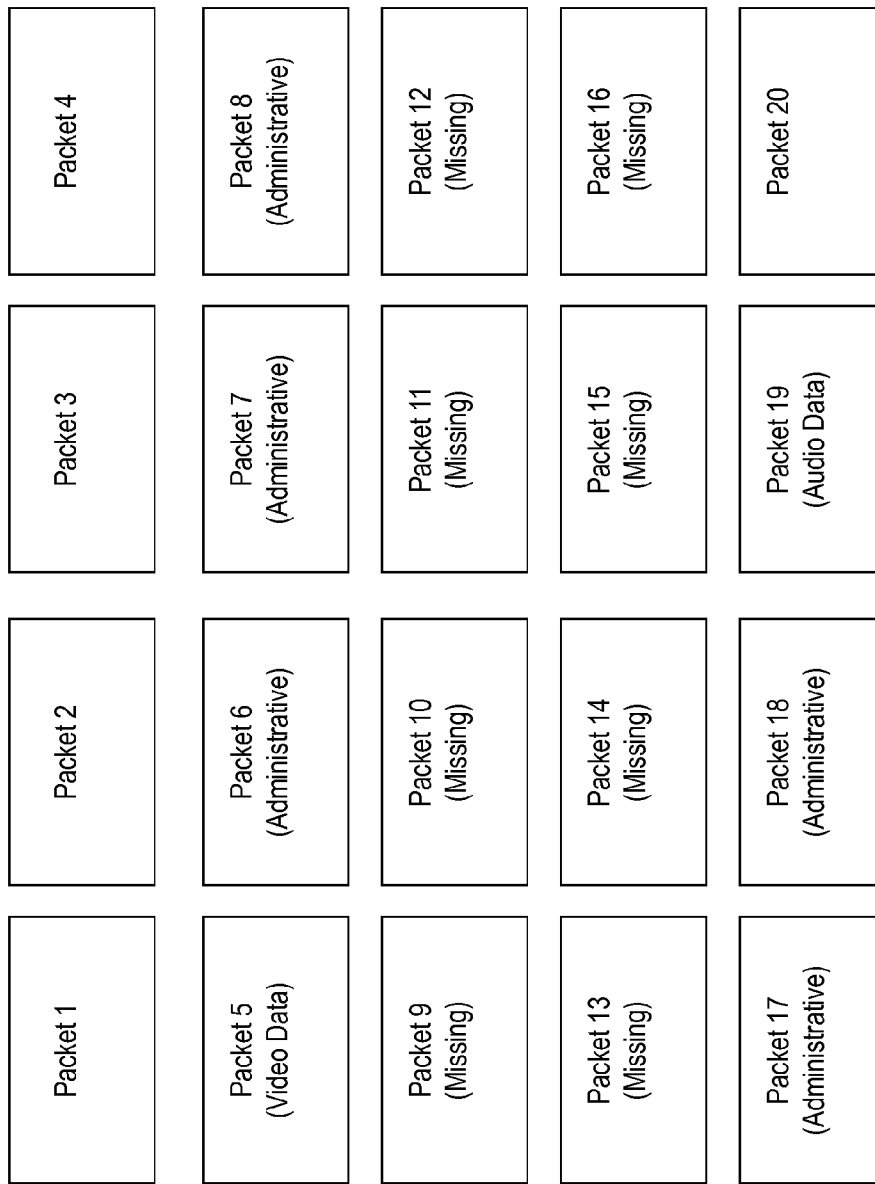 Packet 1
Packet 2
Packet 3
Packet 4
Packet 5
(Video Data)
Packet 6
(Administrative)
Packet 7
(Administrative)
Packet 8
(Administrative)
Packet 9
(Missing)
Packet 10
(Missing)
Packet 11
(Missing)
Packet 12
(Missing)
Packet 13
(Missing)
Packet 14
(Missing)
Packet 15
(Missing)
Packet 16
(Missing)
Packet 17
(Administrative)
Packet 18
(Administrative)
Packet 19
(Audio Data)
Packet 20